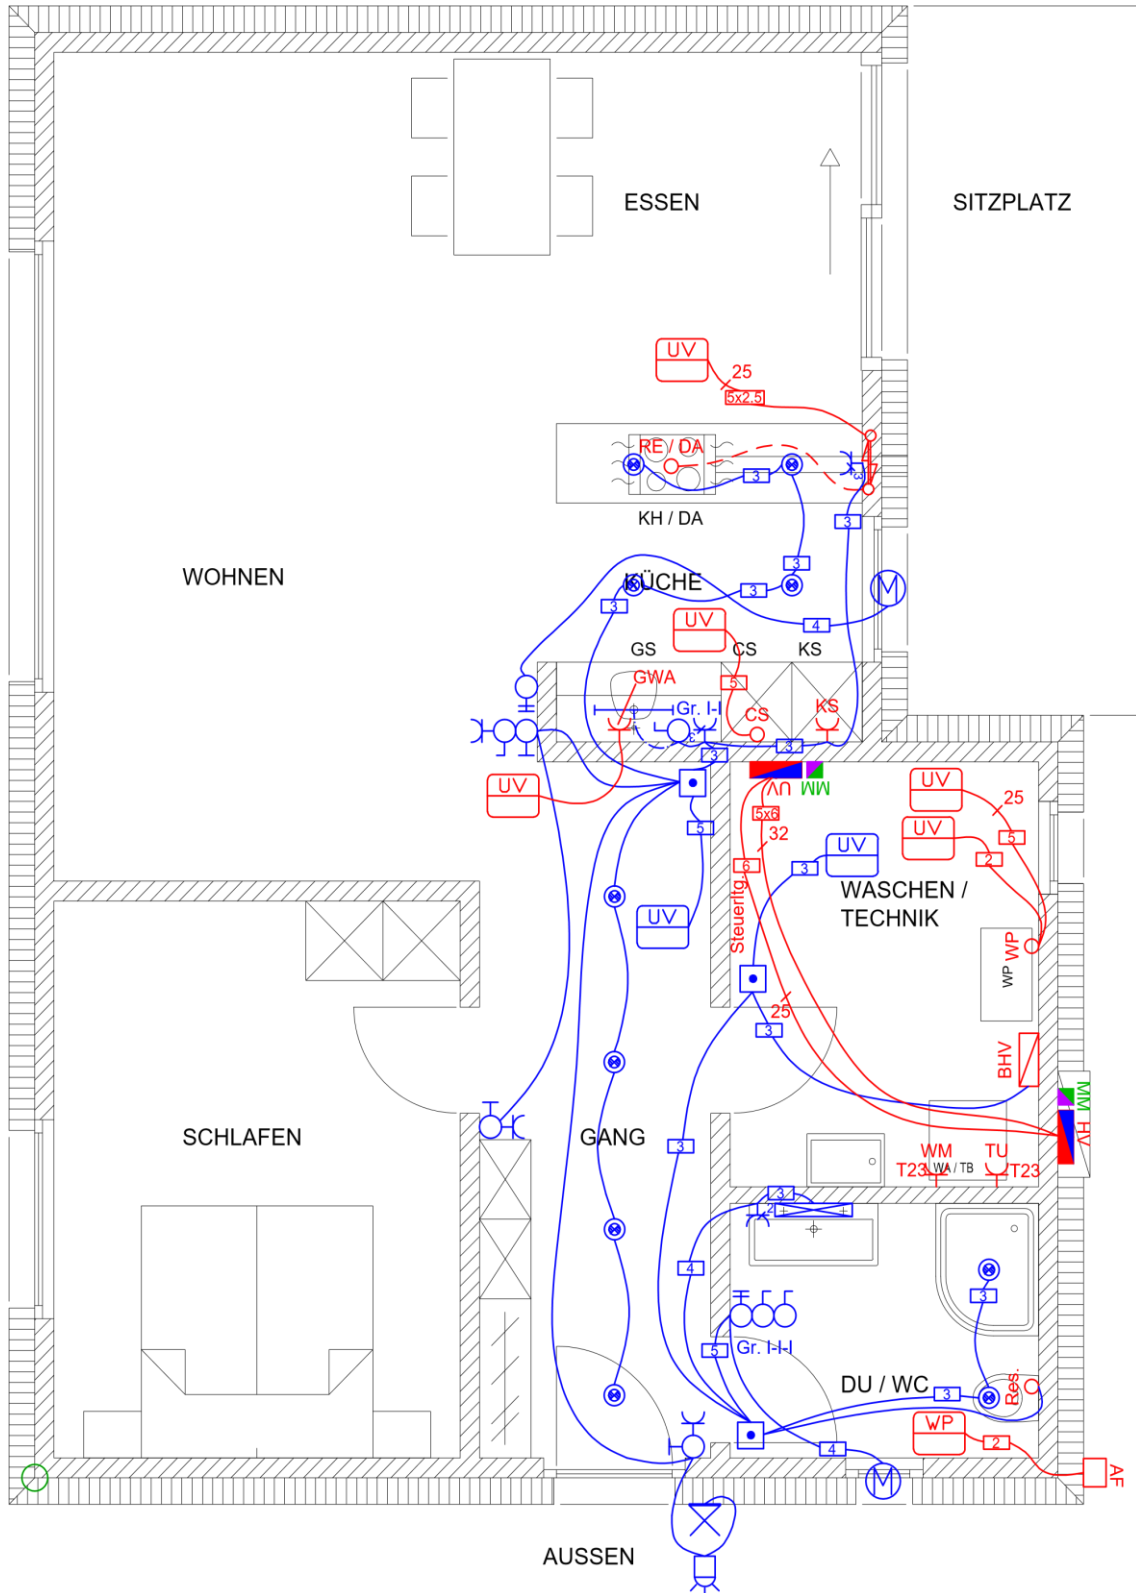 ESSEN
SITZPLATZ
UV
25
5x2.5
RE / DA
3
3
3
KH / DA
WOHNEN
KÜCHE
3
3
3
M
4
UV
GS
CS
KS
GWA
5
Gr. I-I
CS
KS
3
3
3
UV
UV
MM
UV
25
5x6
UV
5
32
5
2
UV
3
6
WASCHEN /
TECHNIK
Steuerltg.
UV
WP
WP
25
3
BHV
MM
HV
SCHLAFEN
GANG
3
WM
TU
T23
WA / TB
T23
3
2
4
3
5
Gr. I-I-I
DU / WC
Res.
3
WP
2
4
AF
M
AUSSEN